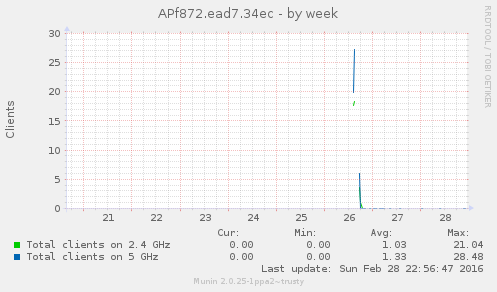 APf872.ead7.34ec - by week
RRDTOOL / TOBI OETIKER
Clients
30
25
20
15
10
5
0
21 22 23 24 25 26 27 28
Cur: Min: Avg: Max:
Total clients on 2.4 GHz 0.00 0.00 1.03 21.04
Total clients on 5 GHz 0.00 0.00 1.33 28.48
Last update: Sun Feb 28 22:56:47 2016
Munin 2.0.25-1ppa2~trusty